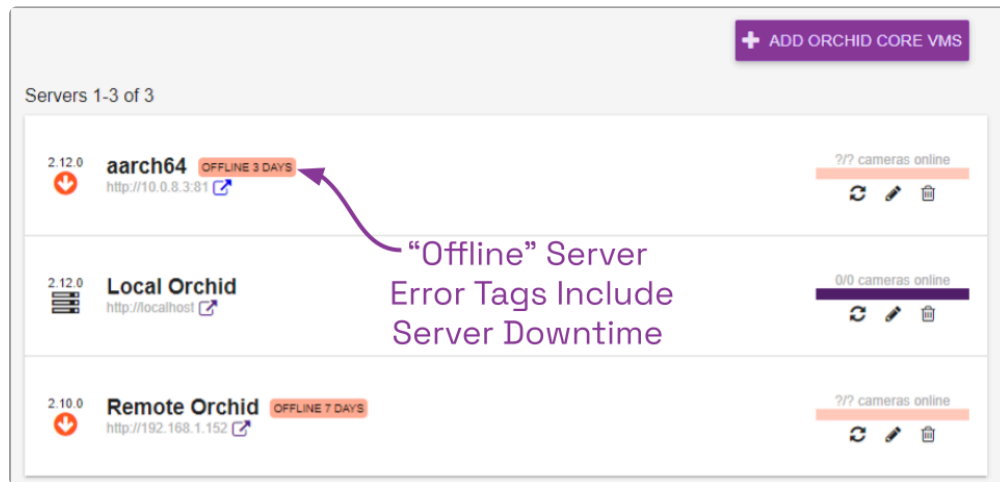 ADD ORCHID CORE VMS
Servers 1-3 of 3
2.12.0
aarch64 OFFLINE 3 DAYS
http://10.0.8.3:81
?/? cameras online
“Offline” Server
Error Tags Include
Server Downtime
2.12.0
Local Orchid
http://localhost
0/0 cameras online
2.10.0
Remote Orchid OFFLINE 7 DAYS
http://192.168.1.152
?/? cameras online